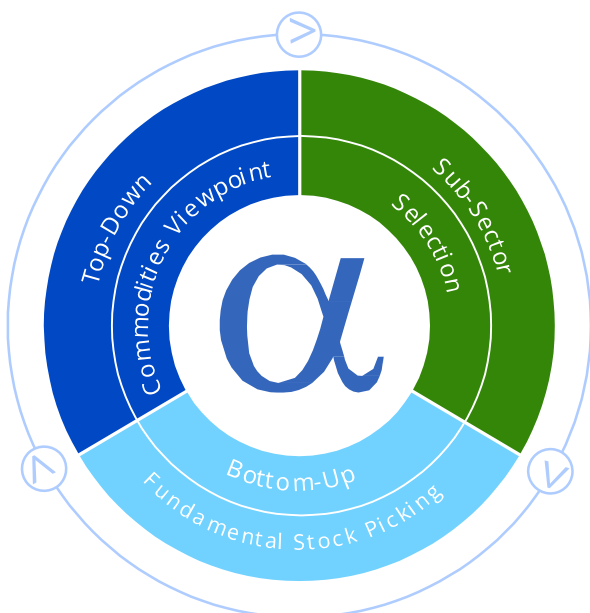 Top-Down
Commodities Viewpoint
Sub-Sector
Selection
Bottom-Up
Fundamental Stock Picking
α